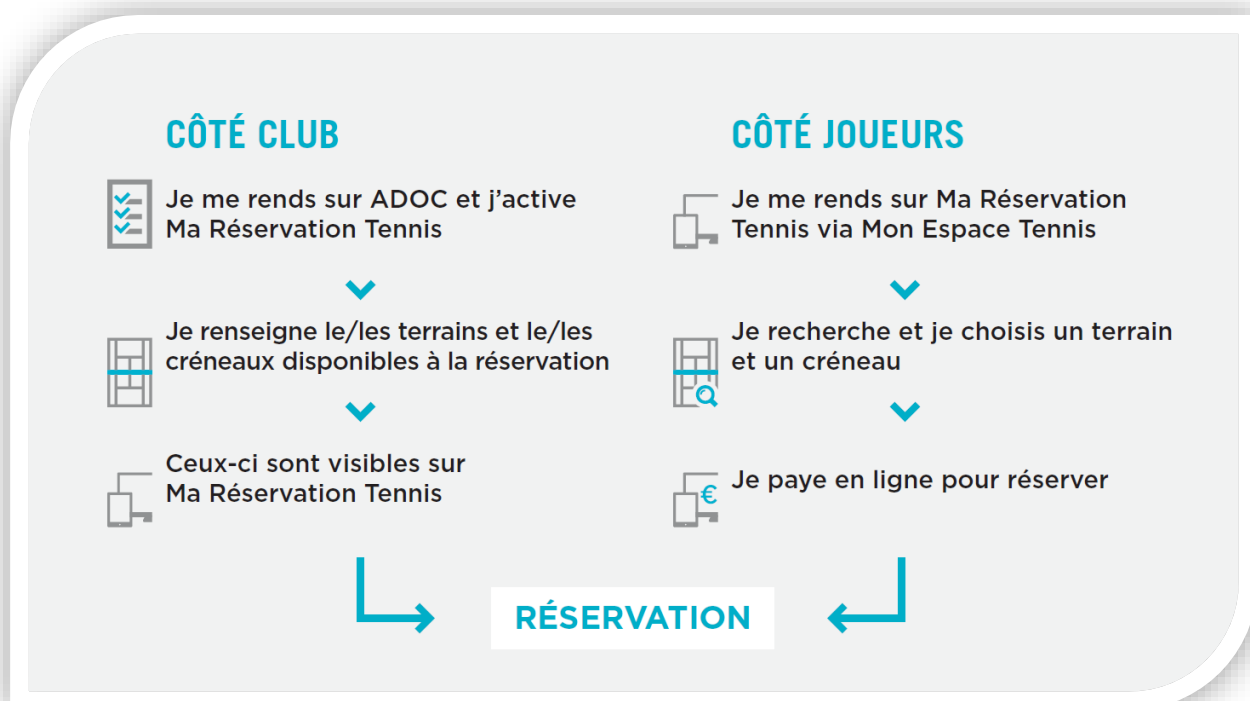 CÔTÉ CLUB
Je me rends sur ADOC et j’active
Ma Réservation Tennis
Je renseigne le/les terrains et le/les
créneaux disponibles à la réservation
Ceux-ci sont visibles sur
Ma Réservation Tennis
CÔTÉ JOUEURS
Je me rends sur Ma Réservation
Tennis via Mon Espace Tennis
Je recherche et je choisis un terrain
et un créneau
€
Je paye en ligne pour réserver
RÉSERVATION